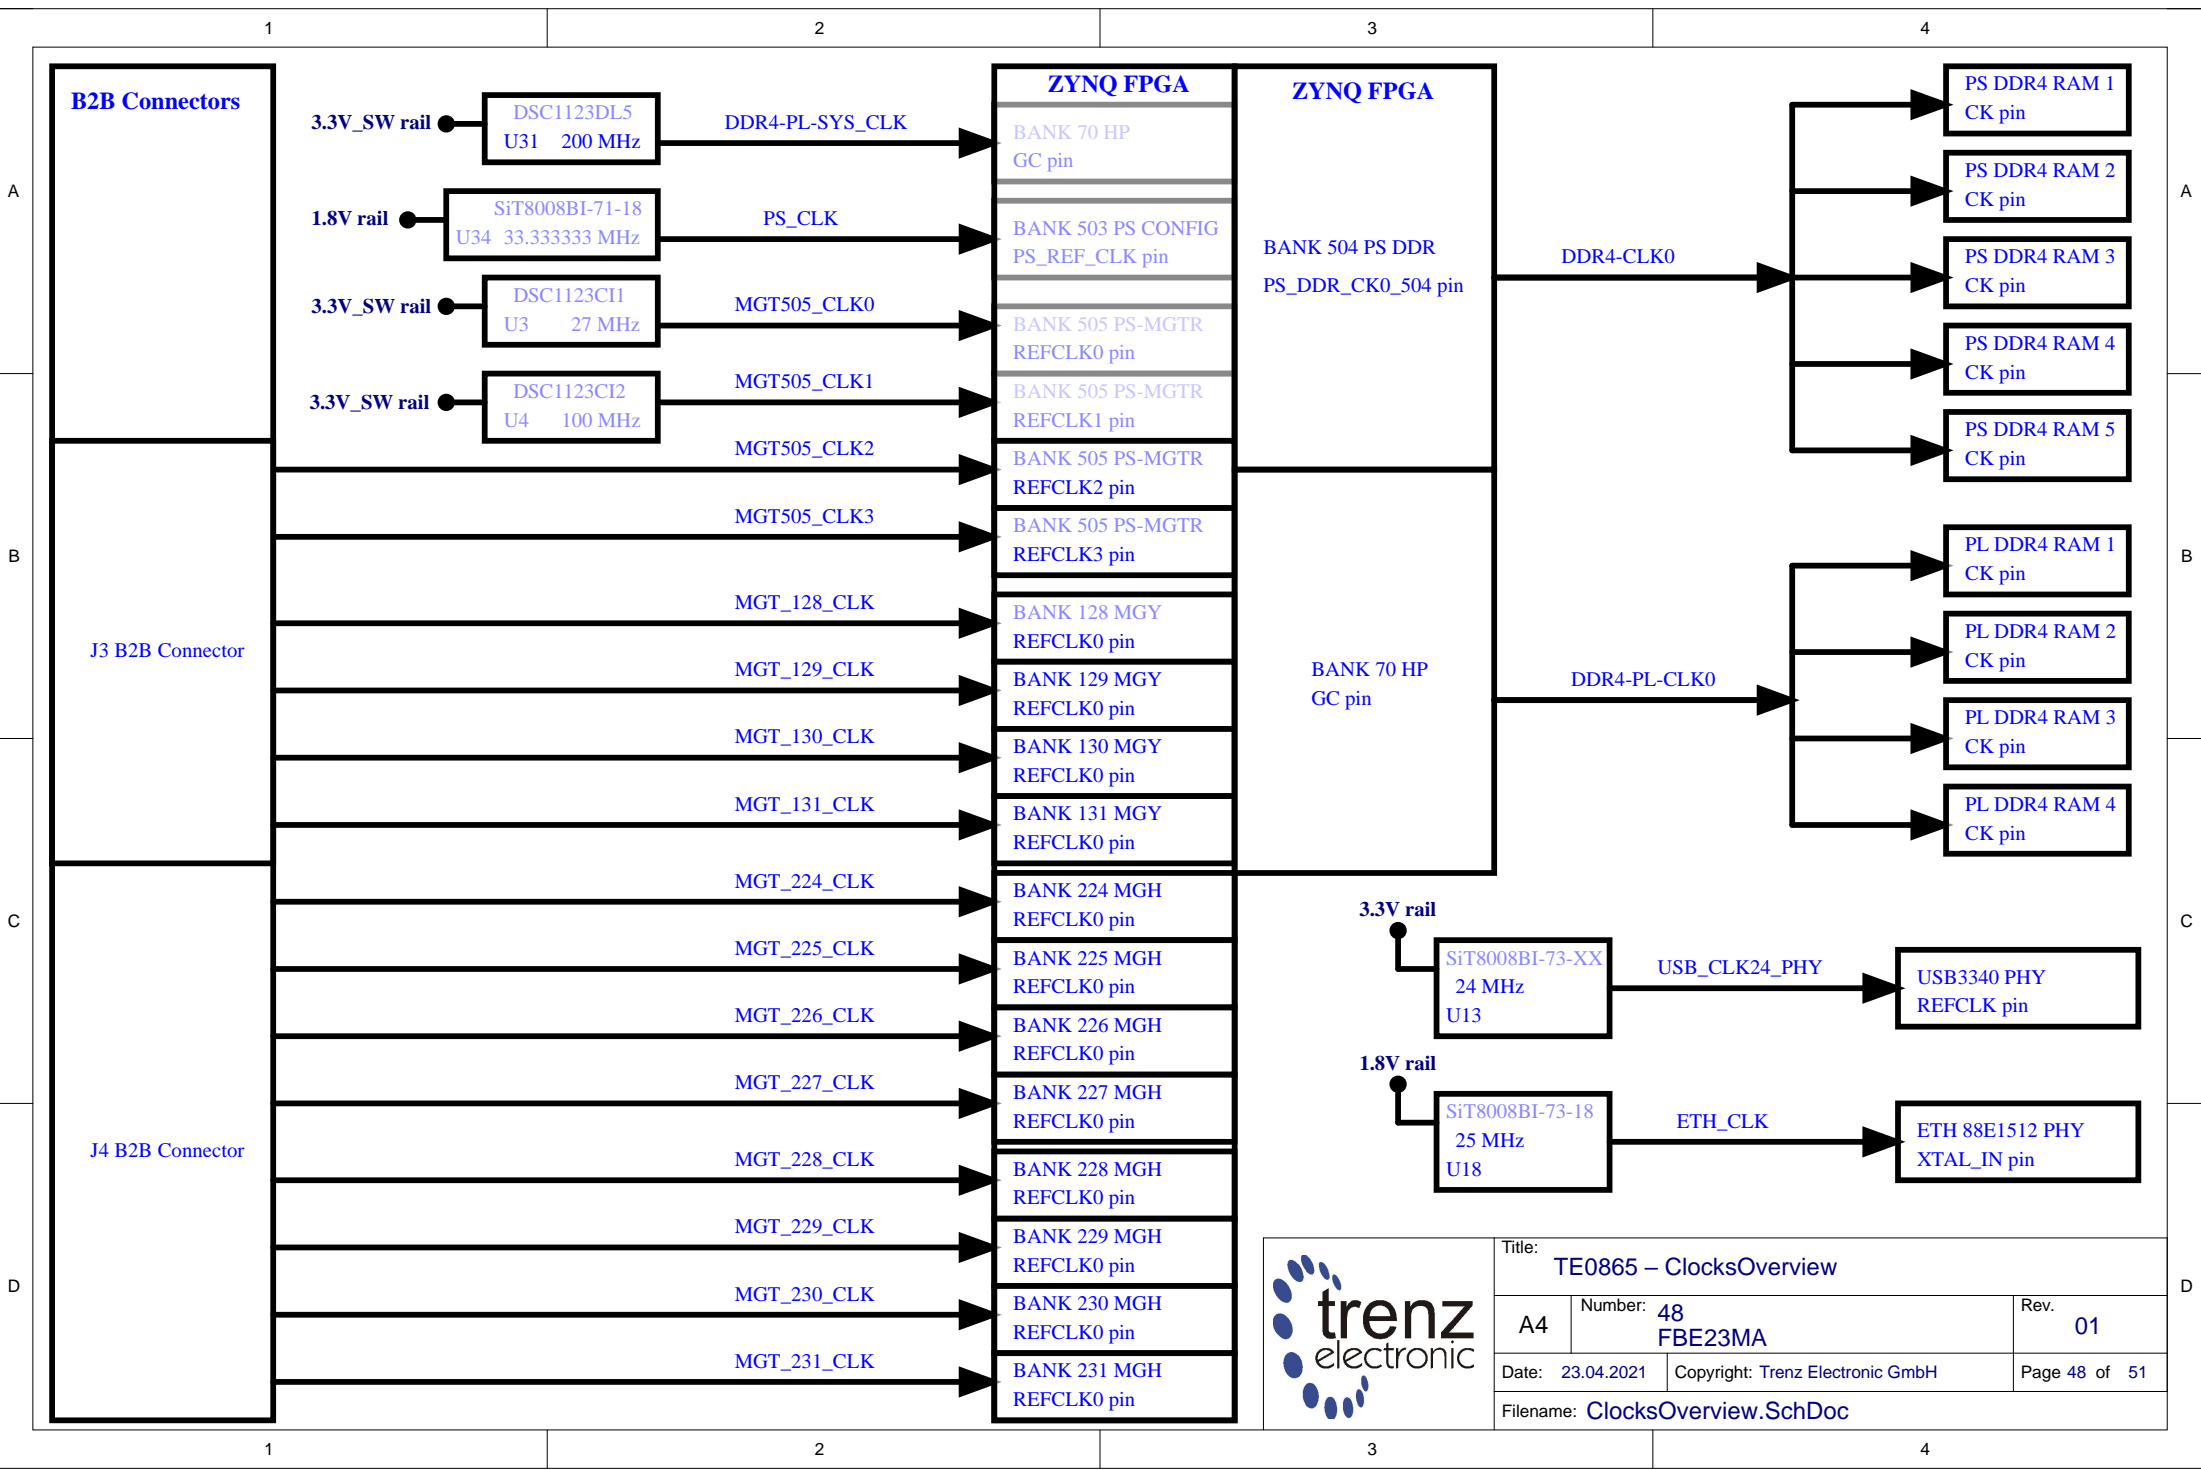 1 2 3 4
A
B
C
D
B2B Connectors
J3 B2B Connector
J4 B2B Connector
3.3V_SW rail
DSC1123DL5
U31 200 MHz
DDR4-PL-SYS_CLK
1.8V rail
SiT8008BI-71-18
U34 33.333333 MHz
PS_CLK
3.3V_SW rail
DSC1123CI1
U3 27 MHz
MGT505_CLK0
3.3V_SW rail
DSC1123CI2
U4 100 MHz
MGT505_CLK1
MGT505_CLK2
MGT505_CLK3
MGT_128_CLK
MGT_129_CLK
MGT_130_CLK
MGT_131_CLK
MGT_224_CLK
MGT_225_CLK
MGT_226_CLK
MGT_227_CLK
MGT_228_CLK
MGT_229_CLK
MGT_230_CLK
MGT_231_CLK
ZYNQ FPGA
BANK 70 HP
GC pin
BANK 503 PS CONFIG
PS_REF_CLK pin
BANK 505 PS-MGTR
REFCLK0 pin
BANK 505 PS-MGTR
REFCLK1 pin
BANK 505 PS-MGTR
REFCLK2 pin
BANK 505 PS-MGTR
REFCLK3 pin
BANK 128 MGY
REFCLK0 pin
BANK 129 MGY
REFCLK0 pin
BANK 130 MGY
REFCLK0 pin
BANK 131 MGY
REFCLK0 pin
BANK 224 MGH
REFCLK0 pin
BANK 225 MGH
REFCLK0 pin
BANK 226 MGH
REFCLK0 pin
BANK 227 MGH
REFCLK0 pin
BANK 228 MGH
REFCLK0 pin
BANK 229 MGH
REFCLK0 pin
BANK 230 MGH
REFCLK0 pin
BANK 231 MGH
REFCLK0 pin
ZYNQ FPGA
BANK 504 PS DDR
PS_DDR_CK0_504 pin
BANK 70 HP
GC pin
DDR4-CLK0
DDR4-PL-CLK0
PS DDR4 RAM 1
CK pin
PS DDR4 RAM 2
CK pin
PS DDR4 RAM 3
CK pin
PS DDR4 RAM 4
CK pin
PS DDR4 RAM 5
CK pin
PL DDR4 RAM 1
CK pin
PL DDR4 RAM 2
CK pin
PL DDR4 RAM 3
CK pin
PL DDR4 RAM 4
CK pin
3.3V rail
SiT8008BI-73-XX
24 MHz
U13
USB_CLK24_PHY
USB3340 PHY
REFCLK pin
1.8V rail
SiT8008BI-73-18
25 MHz
U18
ETH_CLK
ETH 88E1512 PHY
XTAL_IN pin
trenz
electronic
Title:
TE0865 – ClocksOverview
A4
Number: 48
FBE23MA
Rev.
01
Date: 23.04.2021 Copyright: Trenz Electronic GmbH Page 48 of 51
Filename: ClocksOverview.SchDoc
A
B
C
D
1 2 3 4